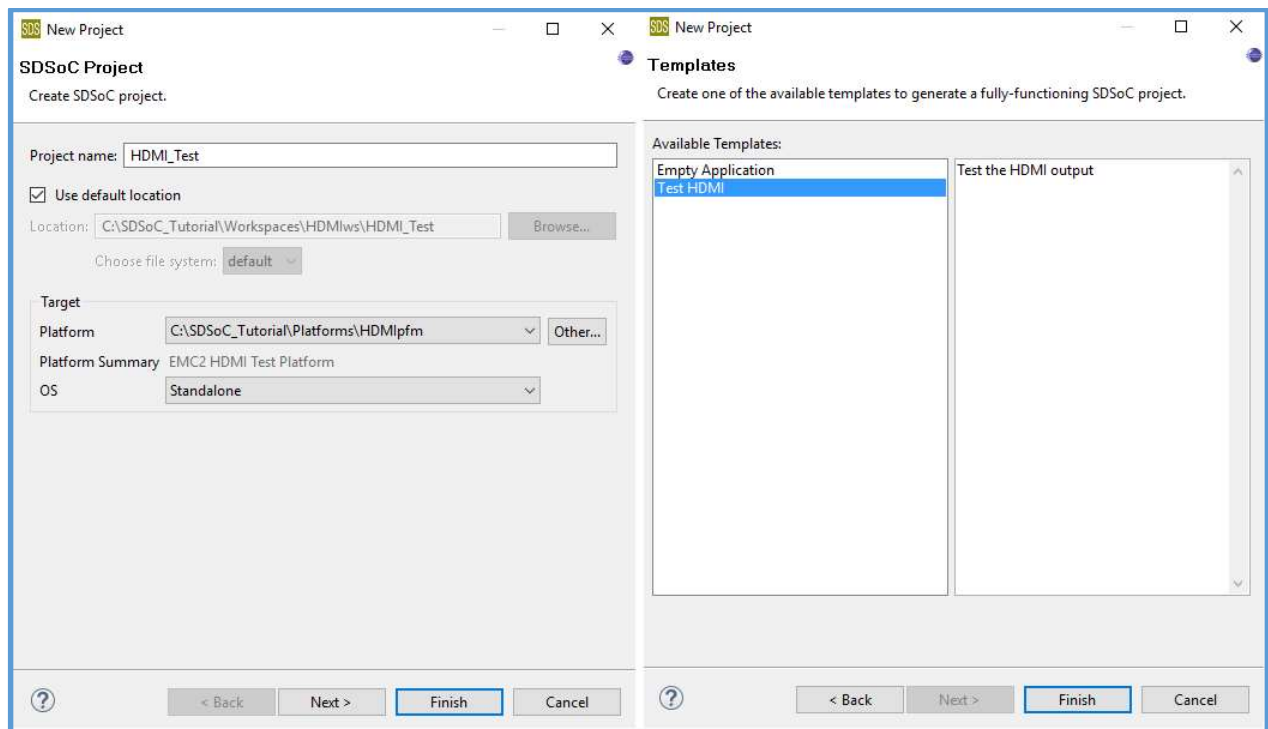 SDS New Project
SDSoC Project
Create SDSoC project.
Project name: HDMI_Test
Use default location
Location: C:\SDSoC_Tutorial\Workspaces\HDMIws\HDMI_Test Browse...
Choose file system: default
Target
Platform C:\SDSoC_Tutorial\Platforms\HDMIpfm Other...
Platform Summary EMC2 HDMI Test Platform
OS Standalone
? < Back Next > Finish Cancel
SDS New Project
Templates
Create one of the available templates to generate a fully-functioning SDSoC project.
Available Templates:
Empty Application
Test HDMI
Test the HDMI output
? < Back Next > Finish Cancel